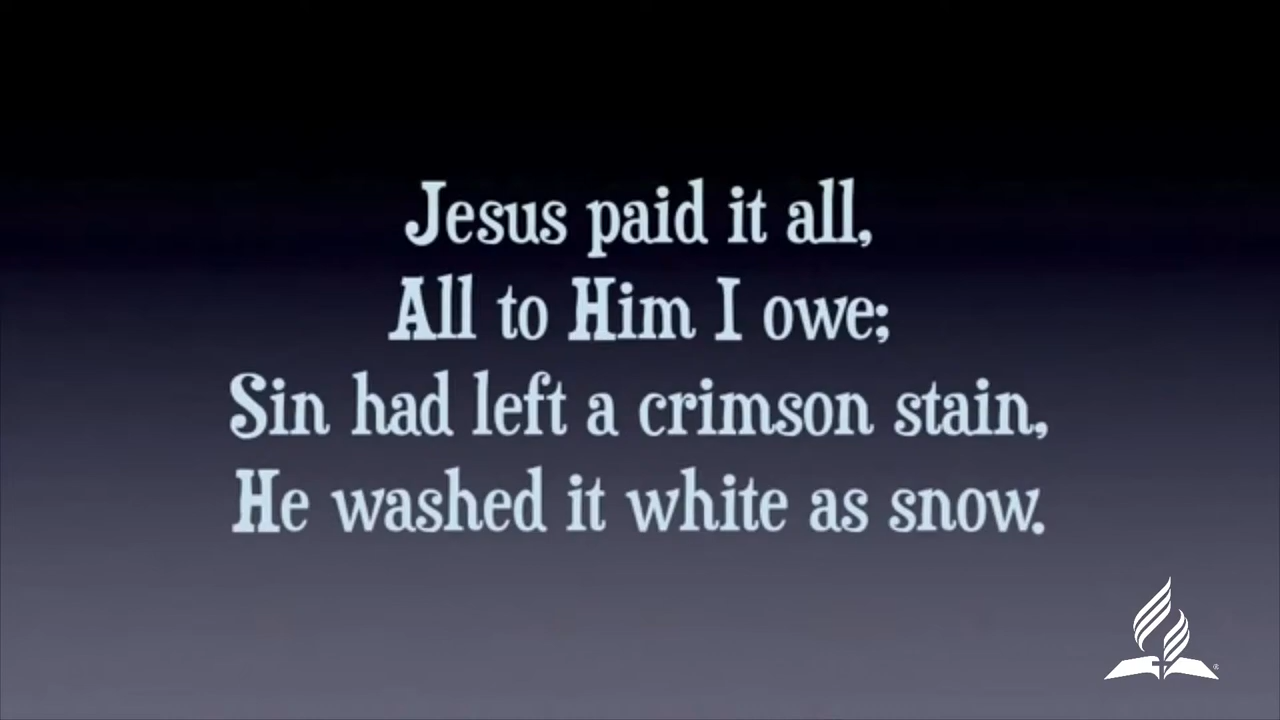 Jesus paid it all,
All to Him I owe;
Sin had left a crimson stain,
He washed it white as snow.